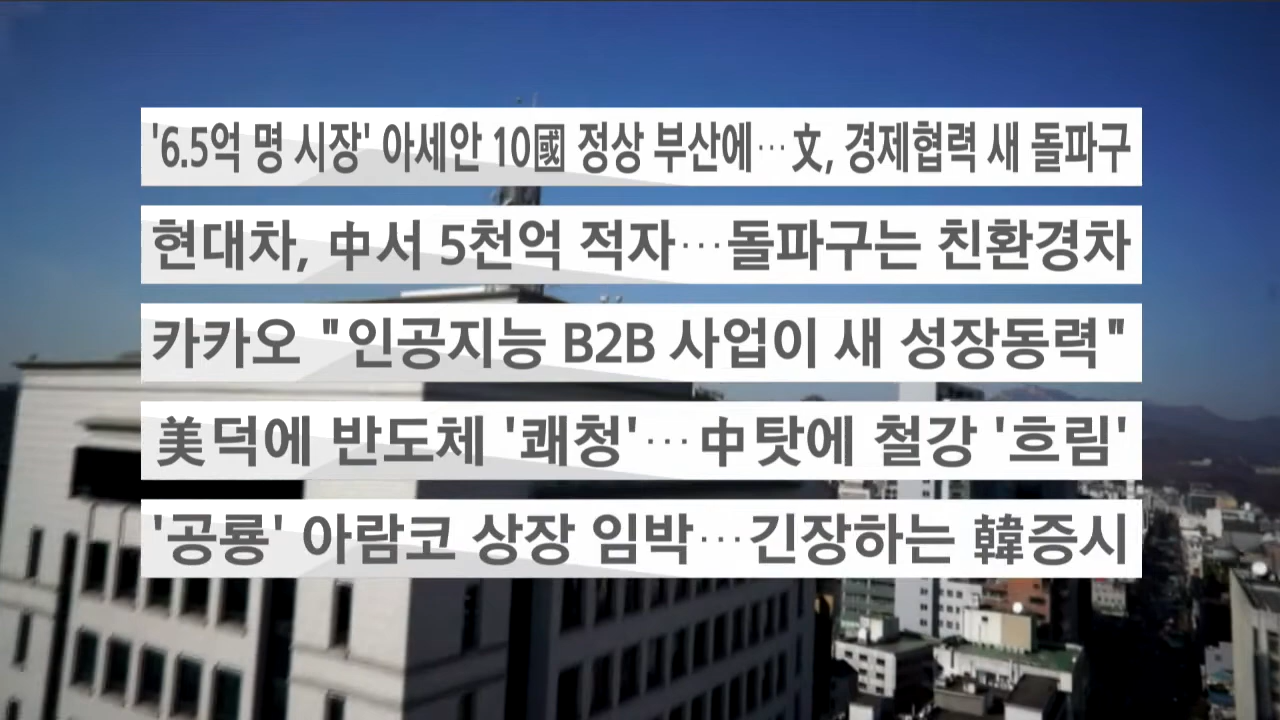 '6.5억 명 시장' 아세안 10國 정상 부산에…文, 경제협력 새 돌파구
현대차, 中서 5천억 적자…돌파구는 친환경차
카카오 "인공지능 B2B 사업이 새 성장동력"
美덕에 반도체 '쾌청'…中탓에 철강 '흐림'
'공룡' 아람코 상장 임박…긴장하는 韓증시